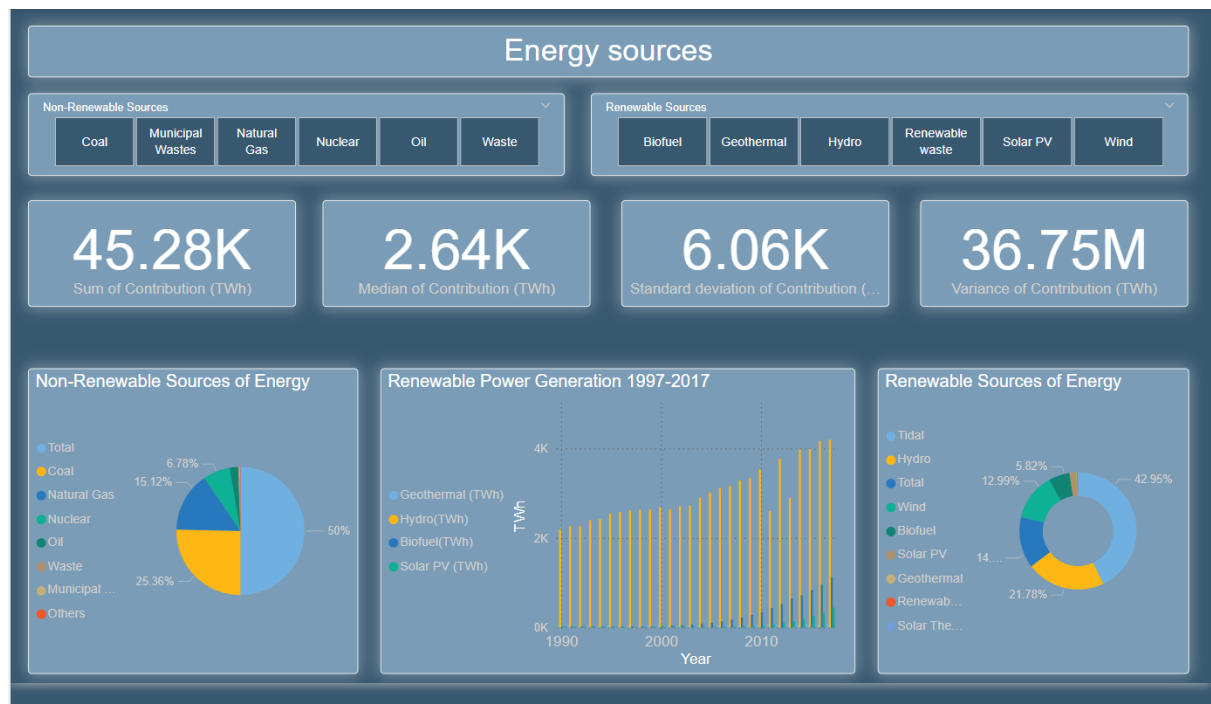 Energy sources
Non-Renewable Sources
Coal
Municipal
Wastes
Natural
Gas
Nuclear
Oil
Waste
Renewable Sources
Biofuel
Geothermal
Hydro
Renewable
waste
Solar PV
Wind
45.28K
Sum of Contribution (TWh)
2.64K
Median of Contribution (TWh)
6.06K
Standard deviation of Contribution (...
36.75M
Variance of Contribution (TWh)
Non-Renewable Sources of Energy
Total
Coal
Natural Gas
Nuclear
Oil
Waste
Municipal ...
Others
6.78%
15.12%
50%
25.36%
Renewable Power Generation 1997-2017
Geothermal (TWh)
Hydro(TWh)
Biofuel(TWh)
Solar PV (TWh)
TWh
4K
2K
0K
1990
2000
2010
Year
Renewable Sources of Energy
Tidal
Hydro
Total
Wind
Biofuel
Solar PV
Geothermal
Renewab...
Solar The...
5.82%
12.99%
42.95%
14....
21.78%